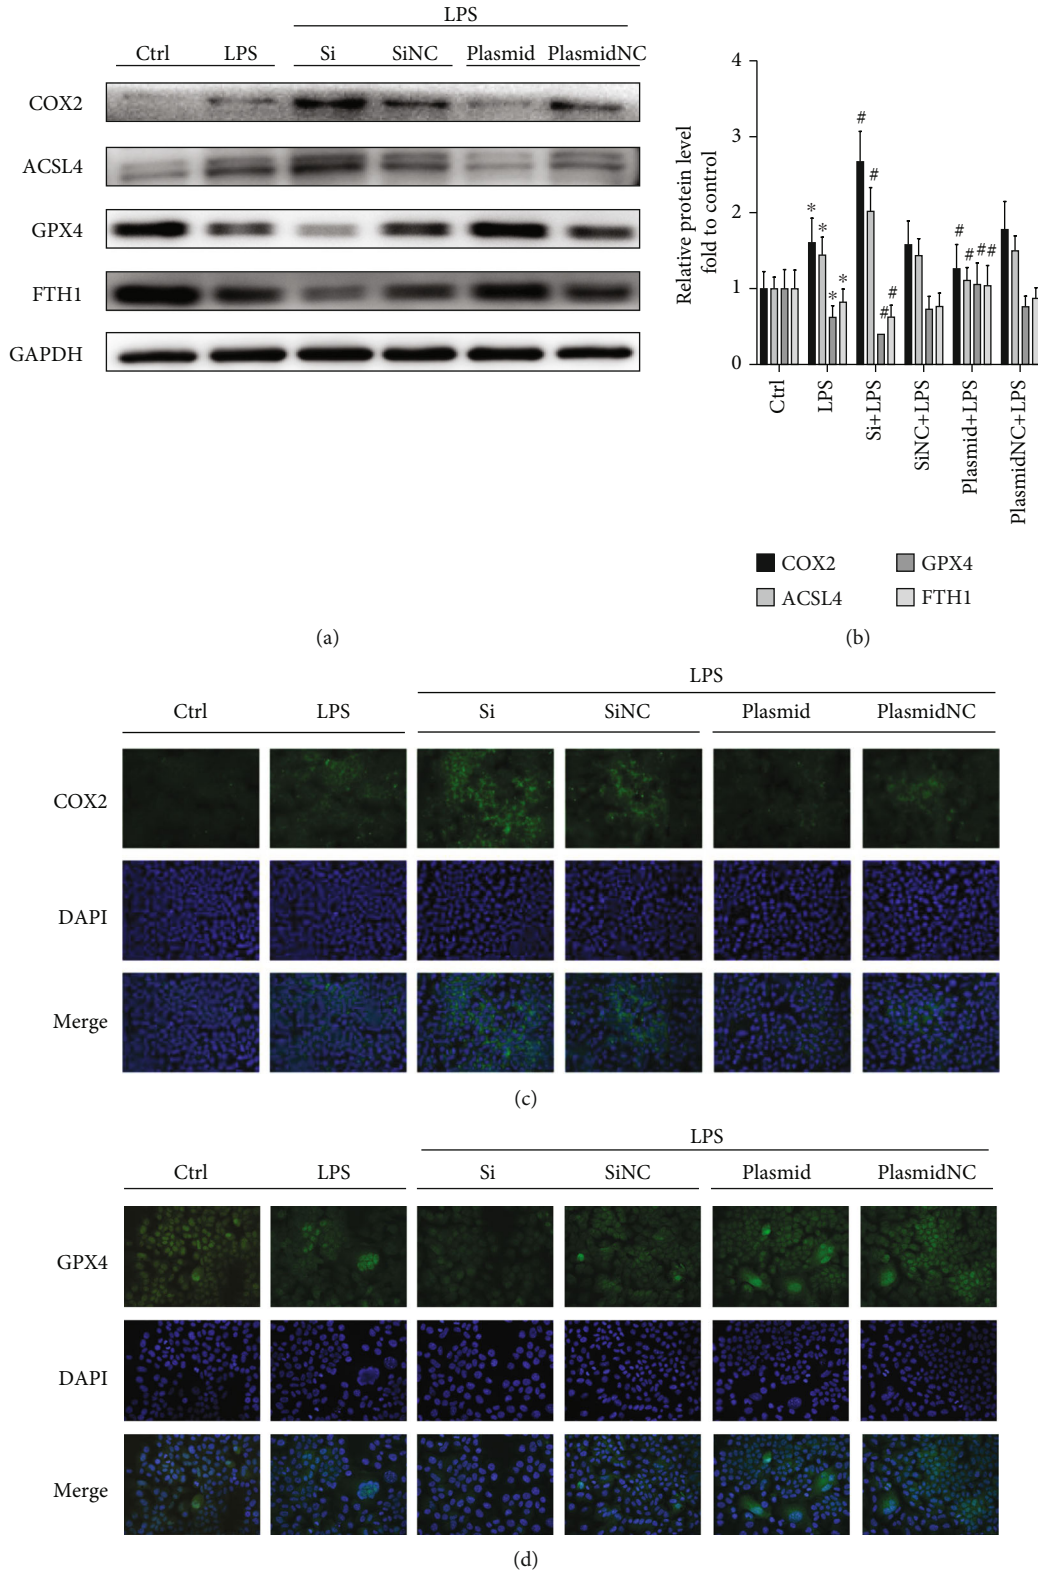 LPS
Ctrl LPS Si SiNC Plasmid PlasmidNC
COX2
ACSL4
GPX4
FTH1
GAPDH
(a)
Relative protein level
fold to control
4
3
2
1
0
* * * *
# # # #
# # # #
Ctrl
LPS
Si+LPS
SiNC+LPS
Plasmid+LPS
PlasmidNC+LPS
COX2 GPX4
ACSL4 FTH1
(b)
LPS
Ctrl LPS Si SiNC Plasmid PlasmidNC
COX2
DAPI
Merge
(c)
LPS
Ctrl LPS Si SiNC Plasmid PlasmidNC
GPX4
DAPI
Merge
(d)